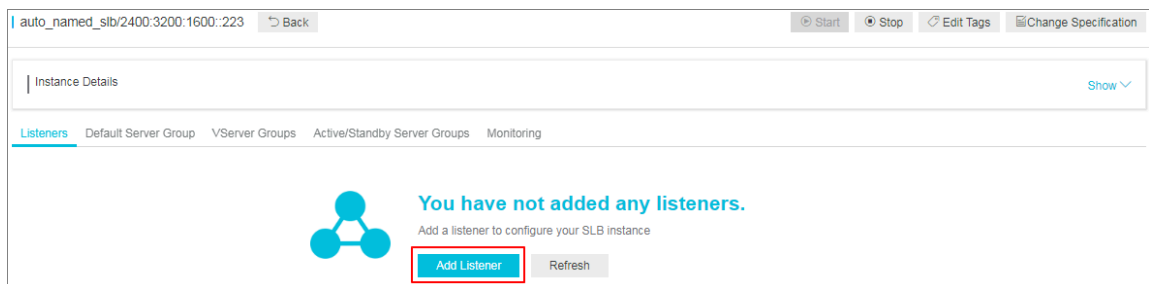 auto_named_slb/2400:3200:1600::223 Back Start Stop Edit Tags Change Specification
Instance Details Show
Listeners Default Server Group VServer Groups Active/Standby Server Groups Monitoring
You have not added any listeners.
Add a listener to configure your SLB instance
Add Listener Refresh